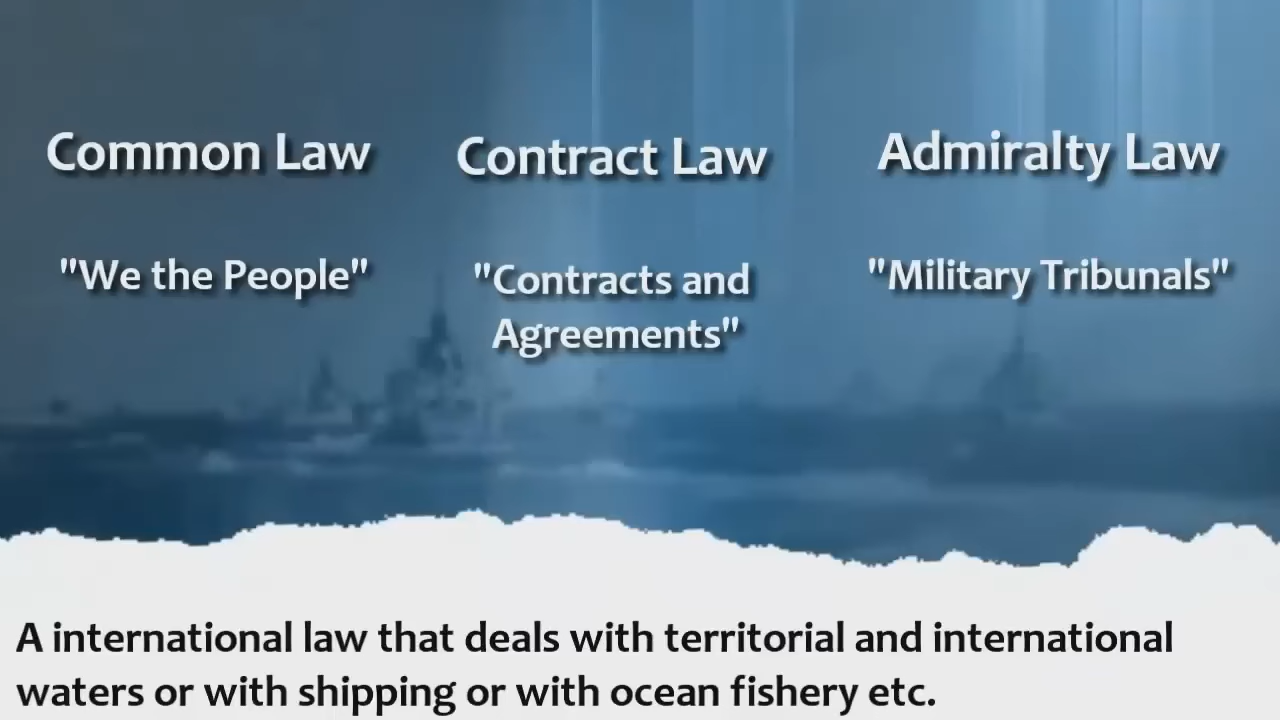 Common Law
Contract Law
Admiralty Law
"We the People"
"Contracts and
Agreements"
"Military Tribunals"
A international law that deals with territorial and international
waters or with shipping or with ocean fishery etc.